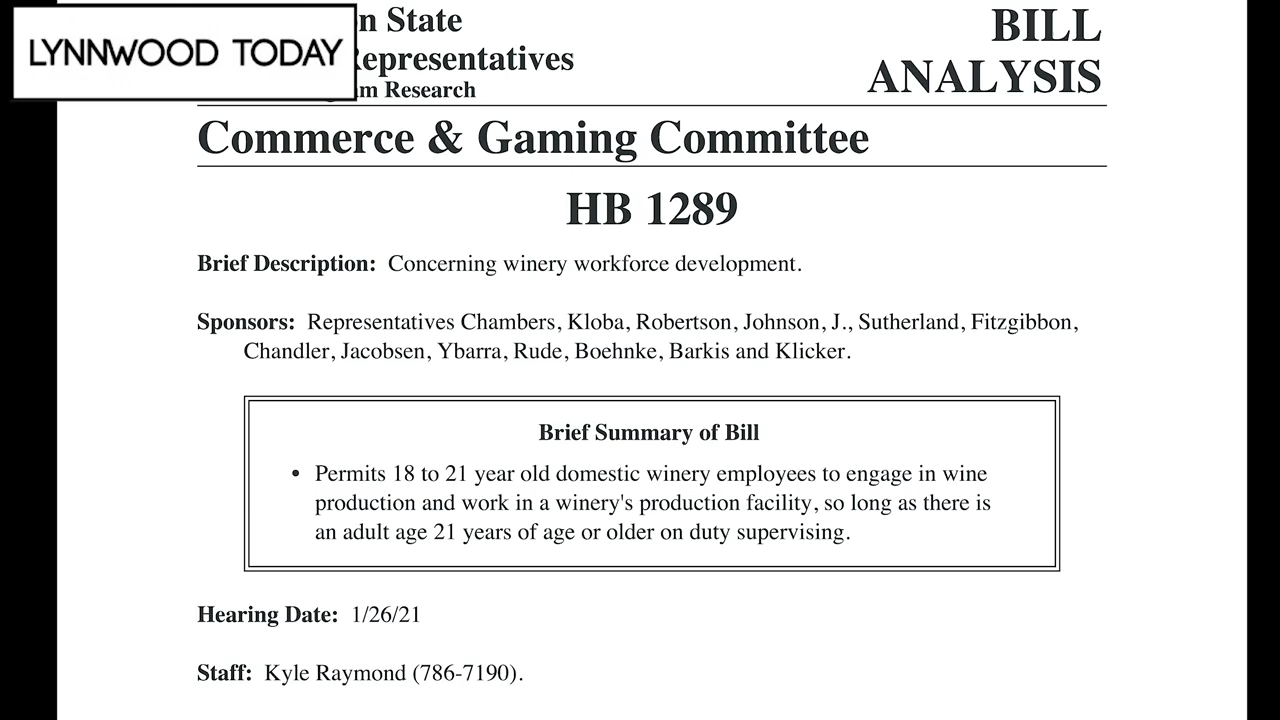 LYNNWOOD TODAY
n State
Representatives
am Research
BILL
ANALYSIS
Commerce & Gaming Committee
HB 1289
Brief Description: Concerning winery workforce development.
Sponsors: Representatives Chambers, Kloba, Robertson, Johnson, J., Sutherland, Fitzgibbon,
Chandler, Jacobsen, Ybarra, Rude, Boehnke, Barkis and Klicker.
Brief Summary of Bill
• Permits 18 to 21 year old domestic winery employees to engage in wine
production and work in a winery's production facility, so long as there is
an adult age 21 years of age or older on duty supervising.
Hearing Date: 1/26/21
Staff: Kyle Raymond (786-7190).